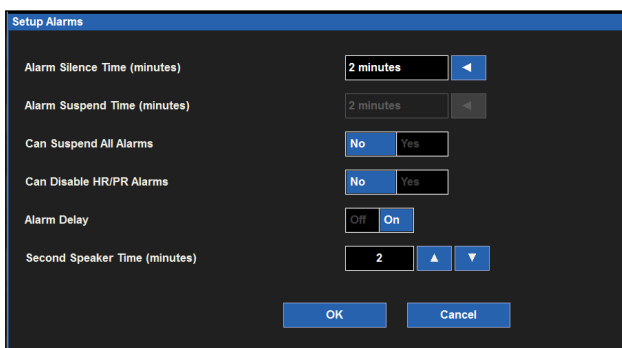 Setup Alarms
Alarm Silence Time (minutes) 2 minutes
Alarm Suspend Time (minutes) 2 minutes
Can Suspend All Alarms No Yes
Can Disable HR/PR Alarms No Yes
Alarm Delay Off On
Second Speaker Time (minutes) 2
OK Cancel